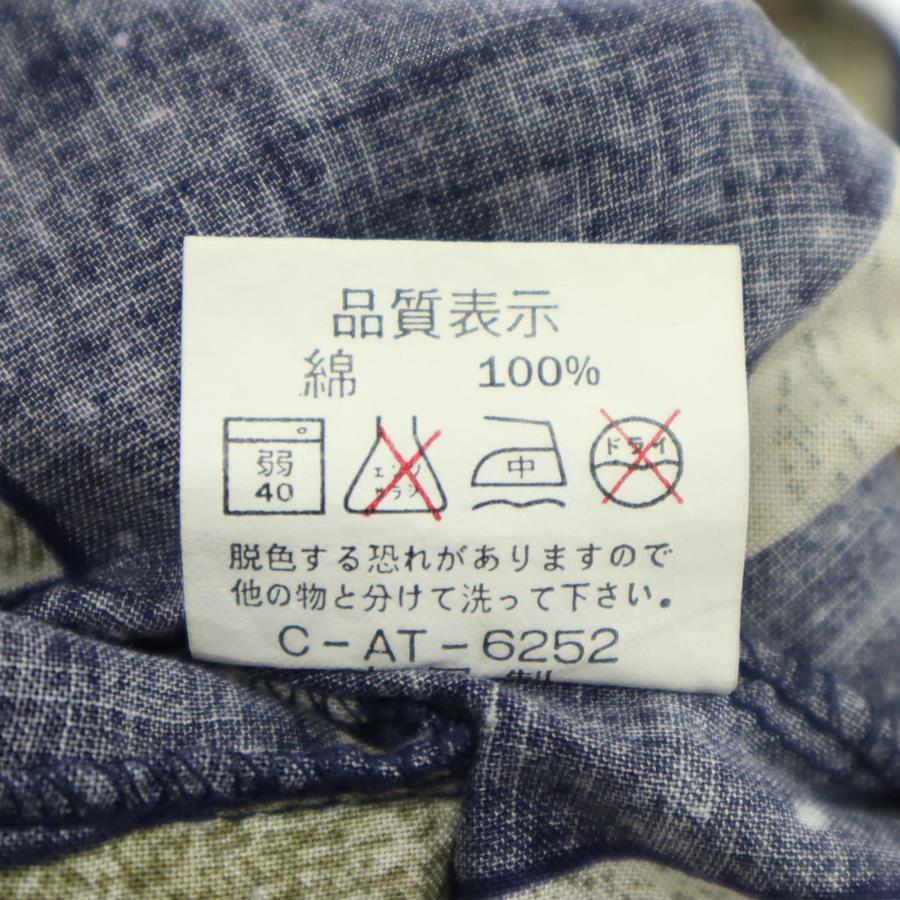 品質表示
綿 100%
弱 エンソ 中 ドライ
40 サラシ
脱色する恐れがありますので
他の物と分けて洗って下さい。
C-AT-6252